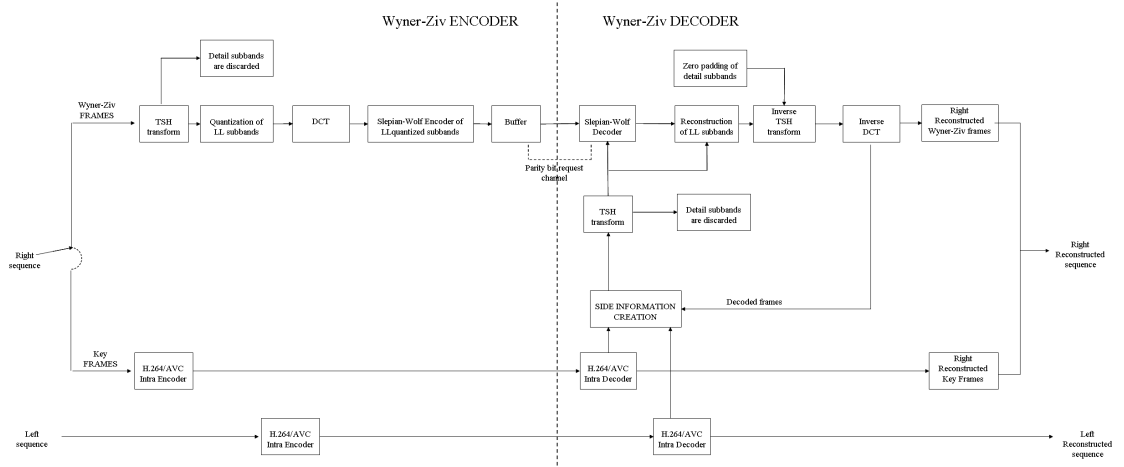 Wyner-Ziv ENCODER
Wyner-Ziv DECODER
Detail subbands
are discarded
Zero padding of
detail subbands
Wyner-Ziv
FRAMES
TSH
transform
Quantization of
LL subbands
DCT
Slepian-Wolf Encoder of
LLquantized subbands
Buffer
Slepian-Wolf
Decoder
Reconstruction
of LL subbands
Inverse
TSH
transform
Inverse
DCT
Right
Reconstructed
Wyner-Ziv frames
Parity bit request
channel
TSH
transform
Detail subbands
are discarded
Right
sequence
Right
Reconstructed
sequence
SIDE INFORMATION
CREATION
Decoded frames
Key
FRAMES
H.264/AVC
Intra Encoder
H.264/AVC
Intra Decoder
Right
Reconstructed
Key Frames
Left
sequence
H.264/AVC
Intra Encoder
H.264/AVC
Intra Decoder
Left
Reconstructed
sequence